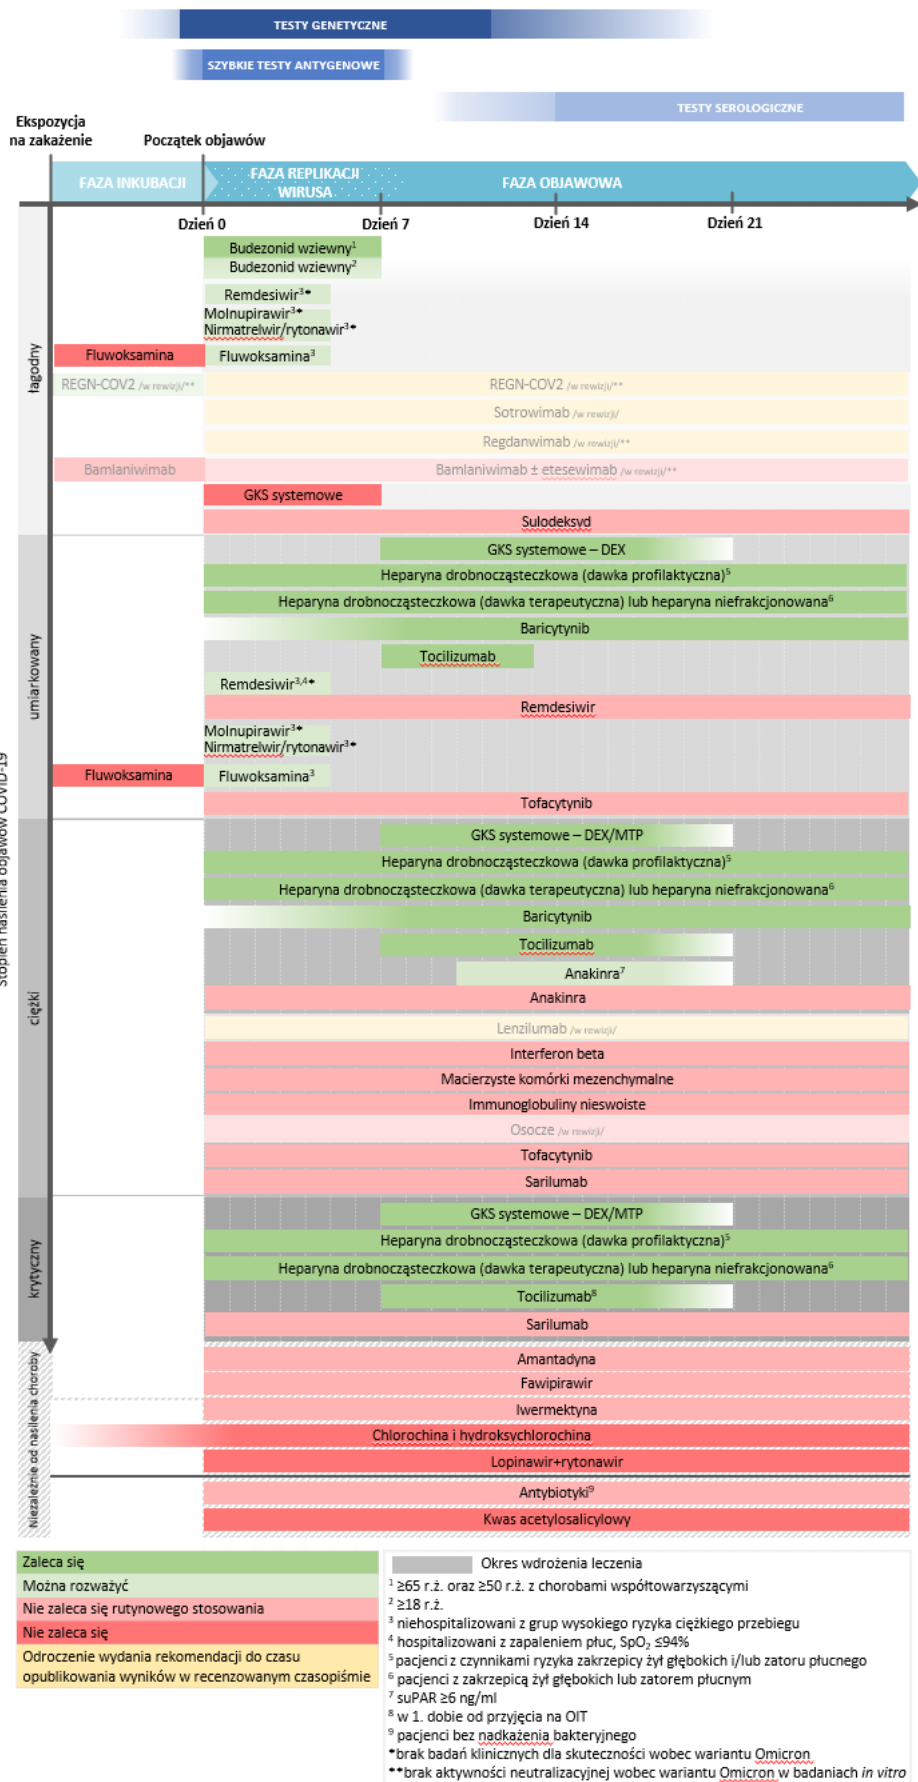 TESTY GENETYCZNE
SZYBKIE TESTY ANTYGENOWE
TESTY SEROLOGICZNE
Ekspozycja
na zakażenie
Początek objawów
FAZA INKUBACJI
FAZA REPLIKACJI
WIRUSA
FAZA OBJAWOWA
Dzień 0
Dzień 7
Dzień 14
Dzień 21
Stopień nasilenia objawów COVID-19
łagodny
Budezonid wziewny¹
Budezonid wziewny²
Remdesiwir³*
Molnupirawir³*
Nirmatrelwir/rytonawir³*
Fluwoksamina
Fluwoksamina³
REGN-COV2 /w rewizji/**
REGN-COV2 /w rewizji/**
Sotrowimab /w rewizji/
Regdanwimab /w rewizji/**
Bamlaniwimab
Bamlaniwimab ± etesewimab /w rewizji/**
GKS systemowe
Sulodeksyd
umiarkowany
GKS systemowe – DEX
Heparyna drobnocząsteczkowa (dawka profilaktyczna)⁵
Heparyna drobnocząsteczkowa (dawka terapeutyczna) lub heparyna niefrakcjonowana⁶
Baricytynib
Tocilizumab
Remdesiwir³,⁴*
Remdesiwir
Molnupirawir³*
Nirmatrelwir/rytonawir³*
Fluwoksamina
Fluwoksamina³
Tofacytynib
ciężki
GKS systemowe – DEX/MTP
Heparyna drobnocząsteczkowa (dawka profilaktyczna)⁵
Heparyna drobnocząsteczkowa (dawka terapeutyczna) lub heparyna niefrakcjonowana⁶
Baricytynib
Tocilizumab
Anakinra⁷
Anakinra
Lenzilumab /w rewizji/
Interferon beta
Macierzyste komórki mezenchymalne
Immunoglobuliny nieswoiste
Osocze /w rewizji/
Tofacytynib
Sarilumab
krytyczny
GKS systemowe – DEX/MTP
Heparyna drobnocząsteczkowa (dawka profilaktyczna)⁵
Heparyna drobnocząsteczkowa (dawka terapeutyczna) lub heparyna niefrakcjonowana⁶
Tocilizumab⁸
Sarilumab
Niezależnie od nasilenia choroby
Amantadyna
Fawipirawir
Iwermektyna
Chlorochina i hydroksychlorochina
Lopinawir+rytonawir
Antybiotyki⁹
Kwas acetylosalicylowy
Zaleca się
Można rozważyć
Nie zaleca się rutynowego stosowania
Nie zaleca się
Odroczenie wydania rekomendacji do czasu
opublikowania wyników w recenzowanym czasopiśmie
Okres wdrożenia leczenia
¹ ≥65 r.ż. oraz ≥50 r.ż. z chorobami współtowarzyszącymi
² ≥18 r.ż.
³ niehospitalizowani z grup wysokiego ryzyka ciężkiego przebiegu
⁴ hospitalizowani z zapaleniem płuc, SpO₂ ≤94%
⁵ pacjenci z czynnikami ryzyka zakrzepicy żył głębokich i/lub zatoru płucnego
⁶ pacjenci z zakrzepicą żył głębokich lub zatorem płucnym
⁷ suPAR ≥6 ng/ml
⁸ w 1. dobie od przyjęcia na OIT
⁹ pacjenci bez nadkażenia bakteryjnego
*brak badań klinicznych dla skuteczności wobec wariantu Omicron
**brak aktywności neutralizacyjnej wobec wariantu Omicron w badaniach in vitro